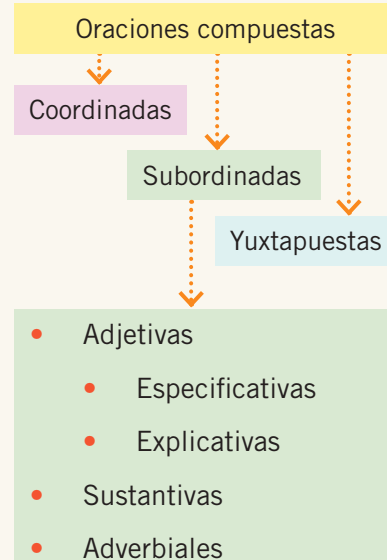 Oraciones compuestas
Coordinadas
Subordinadas
Yuxtapuestas
• Adjetivas
• Especificativas
• Explicativas
• Sustantivas
• Adverbiales